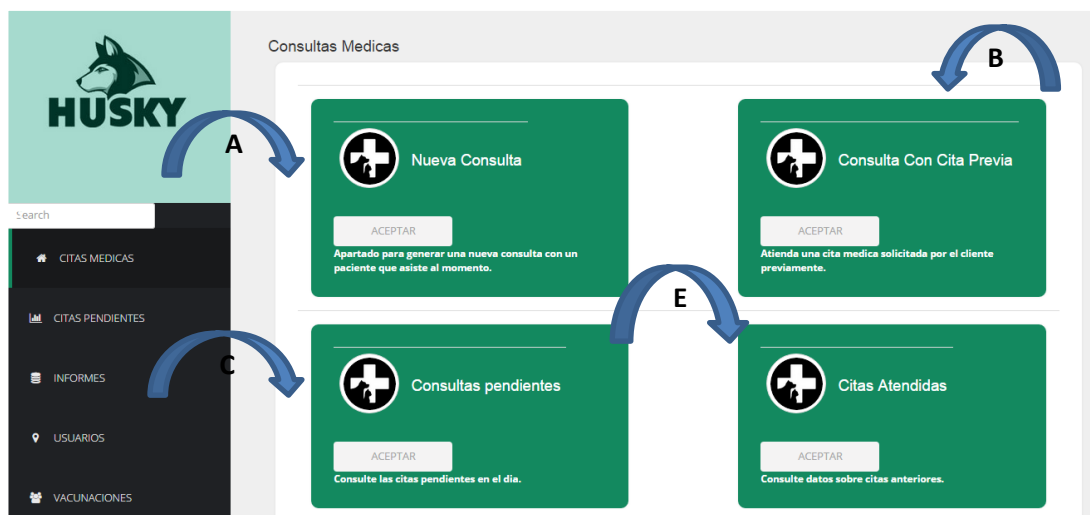 HUSKY
Search
CITAS MEDICAS
CITAS PENDIENTES
INFORMES
USUARIOS
VACUNACIONES
Consultas Medicas
A
B
Nueva Consulta
ACEPTAR
Apartado para generar una nueva consulta con un
paciente que asiste al momento.
Consulta Con Cita Previa
ACEPTAR
Atienda una cita medica solicitada por el cliente
previamente.
C
E
Consultas pendientes
ACEPTAR
Consulte las citas pendientes en el dia.
Citas Atendidas
ACEPTAR
Consulte datos sobre citas anteriores.